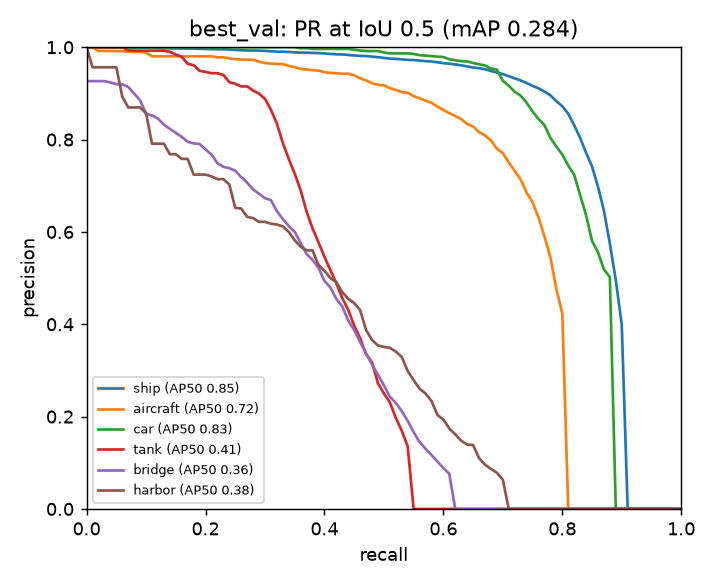 best_val: PR at IoU 0.5 (mAP 0.284)
1.0
0.8
0.6
0.4
0.2
0.0
precision
ship (AP50 0.85)
aircraft (AP50 0.72)
car (AP50 0.83)
tank (AP50 0.41)
bridge (AP50 0.36)
harbor (AP50 0.38)
0.0 0.2 0.4 0.6 0.8 1.0
recall